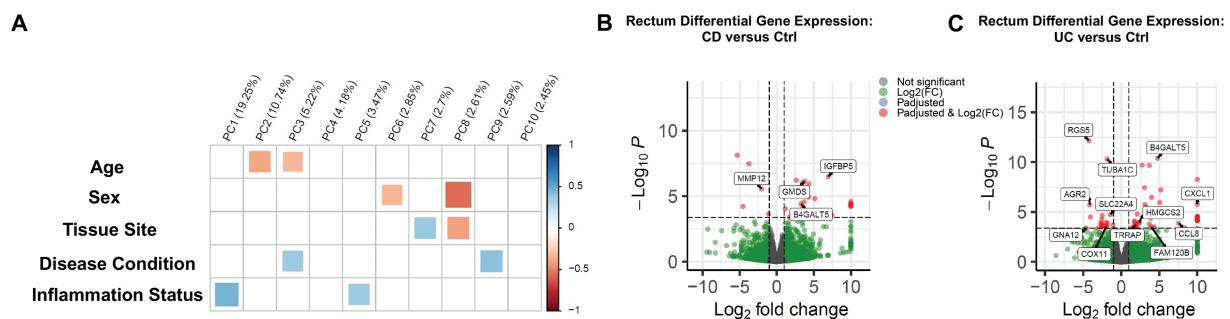 A
PC1 (19.25%)
PC2 (10.74%)
PC3 (5.22%)
PC4 (4.18%)
PC5 (3.47%)
PC6 (2.85%)
PC7 (2.7%)
PC8 (2.61%)
PC9 (2.59%)
PC10 (2.45%)
Age
Sex
Tissue Site
Disease Condition
Inflammation Status
1
0.5
0
−0.5
−1
B
Rectum Differential Gene Expression:
CD versus Ctrl
−Log10 P
10
5
0
MMP12
IGFBP5
GMDS
B4GALT5
−10 −5 0 5 10
Log2 fold change
Not significant
Log2(FC)
Padjusted
Padjusted & Log2(FC)
C
Rectum Differential Gene Expression:
UC versus Ctrl
−Log10 P
15
10
5
0
RGS5
B4GALT5
TUBA1C
AGR2
CXCL1
SLC22A4
HMGCS2
GNA12
TRRAP
CCL8
COX11
FAM120B
−10 −5 0 5 10
Log2 fold change